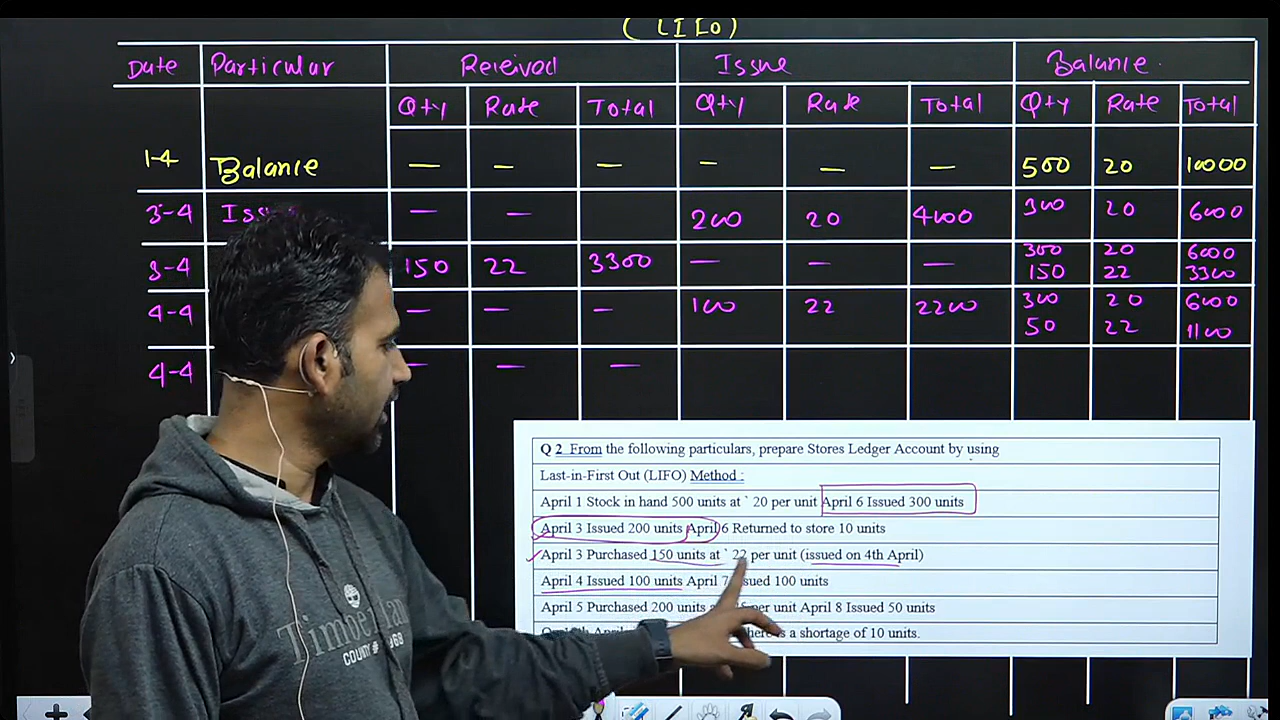 (LIFO)
Date Particular Received Issue Balance.
Qty Rate Total Qty Rate Total Qty Rate Total
1-4 Balance — — — — — — 500 20 10000
3-4 — — 200 20 4000 300 20 6000
3-4 150 22 3300 — — — 300 20 6000
150 22 3300
4-4 — — — 100 22 2200 300 20 6000
50 22 1100
4-4 — — —
Q 2 From the following particulars, prepare Stores Ledger Account by using
Last-in-First Out (LIFO) Method :
April 1 Stock in hand 500 units at ` 20 per unit April 6 Issued 300 units
April 3 Issued 200 units April 6 Returned to store 10 units
April 3 Purchased 150 units at ` 22 per unit (issued on 4th April)
April 4 Issued 100 units April 7 100 units
April 5 Purchased 200 units per unit April 8 Issued 50 units
is a shortage of 10 units.